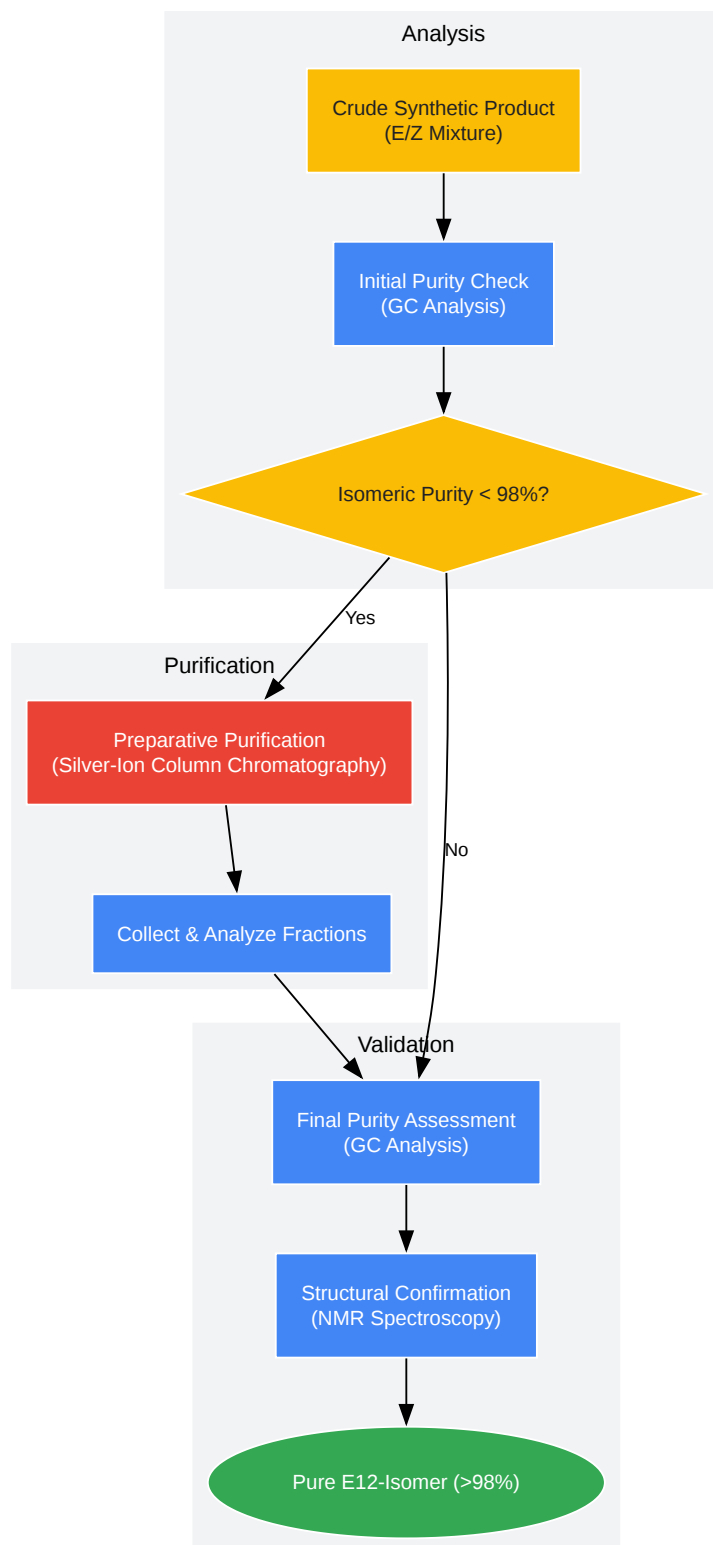 Analysis
Crude Synthetic Product
(E/Z Mixture)
Initial Purity Check
(GC Analysis)
Isomeric Purity < 98%?
Yes
Purification
Preparative Purification
(Silver-Ion Column Chromatography)
No
Collect & Analyze Fractions
Validation
Final Purity Assessment
(GC Analysis)
Structural Confirmation
(NMR Spectroscopy)
Pure E12-Isomer (>98%)